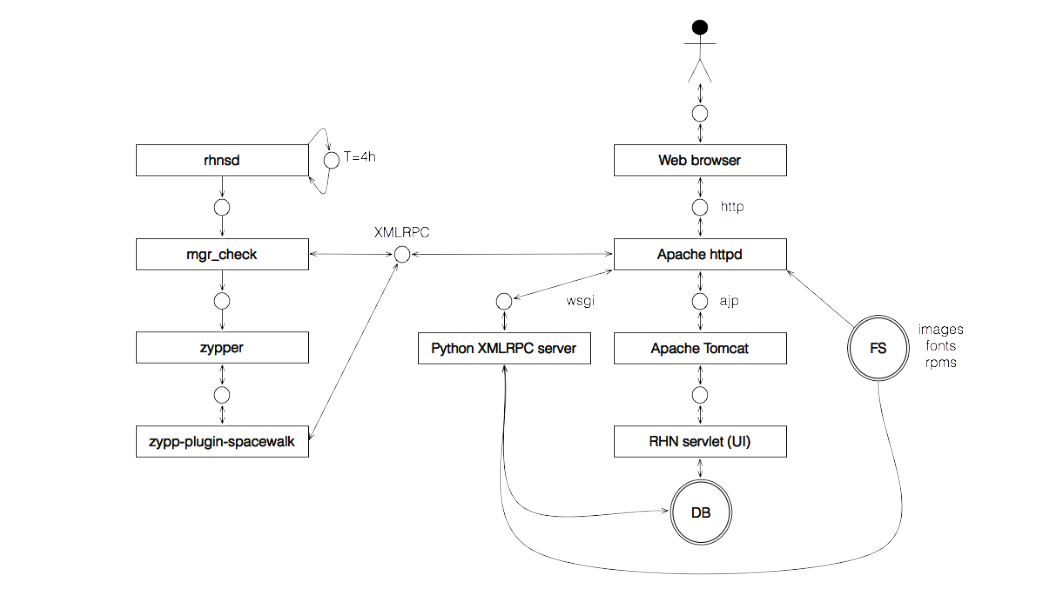 rhnsd
T=4h
Web browser
http
XMLRPC
mgr_check
Apache httpd
wsgi
ajp
zypper
Python XMLRPC server
Apache Tomcat
FS
images
fonts
rpms
zypp-plugin-spacewalk
RHN servlet (UI)
DB